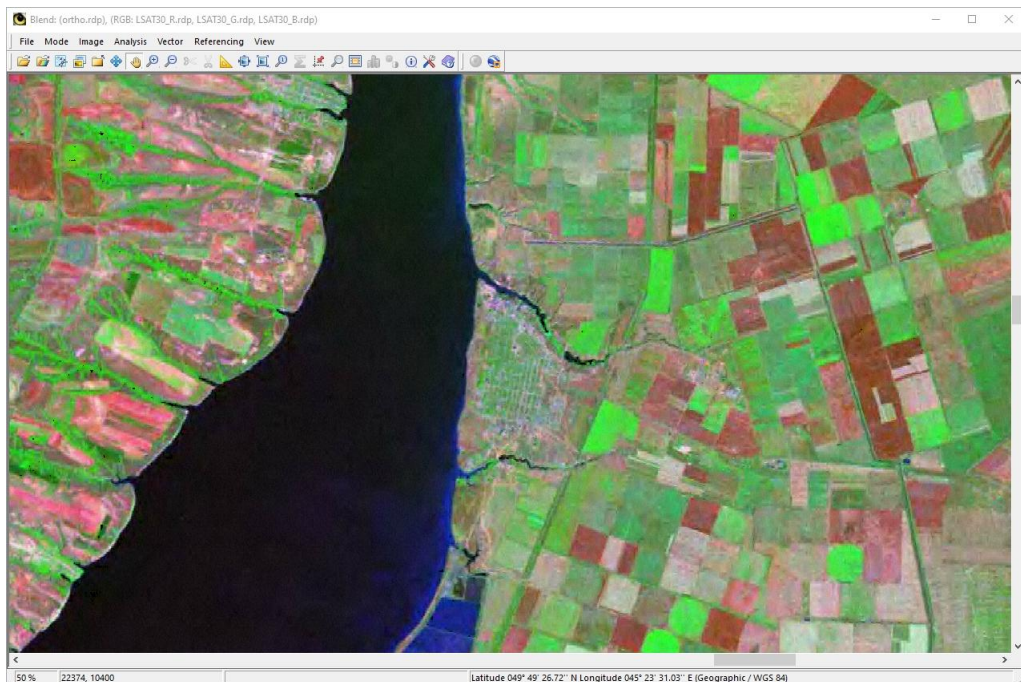 Blend: (ortho.rdp), (RGB: LSAT30_R.rdp, LSAT30_G.rdp, LSAT30_B.rdp)
File Mode Image Analysis Vector Referencing View
50 % 22374, 10400 Latitude 049° 49' 26.72'' N Longitude 045° 23' 31.03'' E (Geographic / WGS 84)